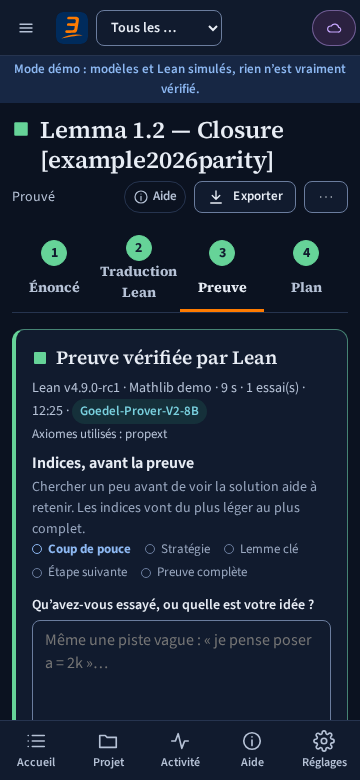 Tous les ...
Mode démo : modèles et Lean simulés, rien n’est vraiment
vérifié.
Lemma 1.2 — Closure
[example2026parity]
Prouvé
Aide
Exporter
...
1
Énoncé
2
Traduction
Lean
3
Preuve
4
Plan
Preuve vérifiée par Lean
Lean v4.9.0-rc1 · Mathlib demo · 9 s · 1 essai(s) ·
12:25 · Goedel-Prover-V2-8B
Axiomes utilisés : propext
Indices, avant la preuve
Chercher un peu avant de voir la solution aide à
retenir. Les indices vont du plus léger au plus
complet.
Coup de pouce Stratégie Lemme clé
Étape suivante Preuve complète
Qu’avez-vous essayé, ou quelle est votre idée ?
Même une piste vague : « je pense poser
a = 2k »…
Accueil Projet Activité Aide Réglages